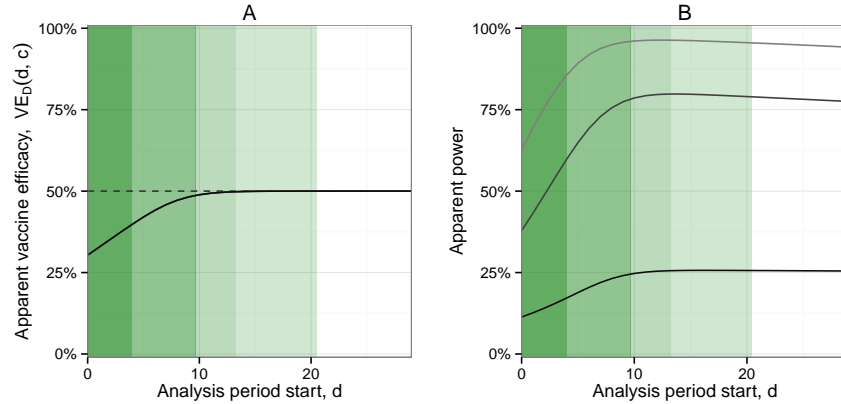 A
Apparent vaccine efficacy, VE_D(d, c)
100%
75%
50%
25%
0%
0
10
20
Analysis period start, d
B
Apparent power
100%
75%
50%
25%
0%
0
10
20
Analysis period start, d